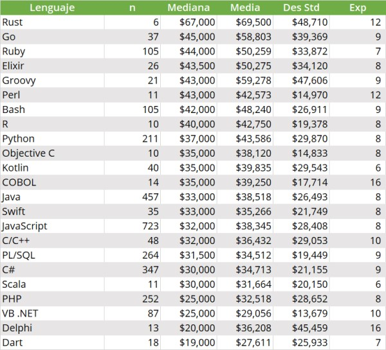 Lenguaje n Mediana Media Des Std Exp
Rust 6 $67,000 $69,500 $48,710 12
Go 37 $45,000 $58,803 $39,369 9
Ruby 105 $44,000 $50,259 $33,872 7
Elixir 26 $43,500 $50,275 $34,120 8
Groovy 21 $43,000 $59,278 $47,606 9
Perl 11 $43,000 $42,573 $14,970 12
Bash 105 $42,000 $48,240 $26,911 9
R 10 $40,000 $42,750 $19,378 8
Python 211 $37,000 $43,586 $29,870 8
Objective C 10 $35,000 $38,120 $14,833 8
Kotlin 40 $35,000 $39,835 $29,543 6
COBOL 14 $35,000 $39,250 $17,714 16
Java 457 $33,000 $38,518 $26,493 8
Swift 35 $33,000 $35,266 $21,749 8
JavaScript 723 $32,000 $38,345 $28,408 8
C/C++ 48 $32,000 $36,432 $29,053 10
PL/SQL 264 $31,500 $34,512 $19,449 9
C# 347 $30,000 $34,713 $21,155 9
Scala 11 $30,000 $31,664 $20,150 6
PHP 252 $25,000 $32,518 $28,652 8
VB .NET 87 $25,000 $29,056 $13,679 10
Delphi 13 $20,000 $36,208 $45,459 16
Dart 18 $19,000 $27,611 $25,933 7